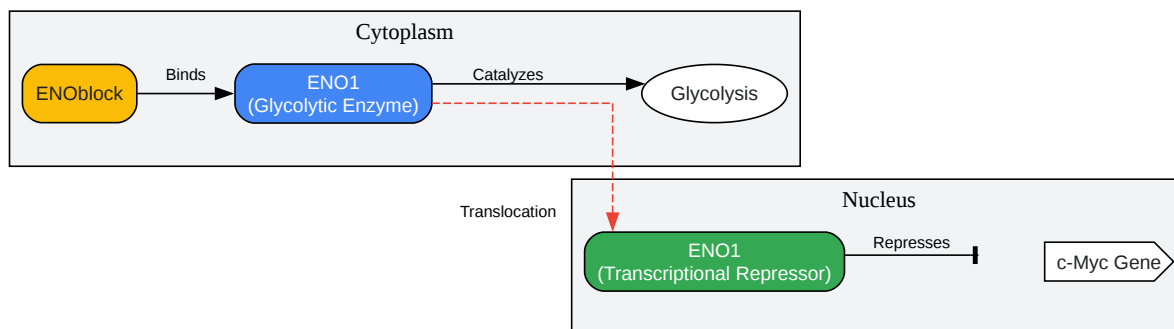 Cytoplasm
ENOblock
Binds
ENO1
(Glycolytic Enzyme)
Catalyzes
Glycolysis
Translocation
Nucleus
ENO1
(Transcriptional Repressor)
Represses
c-Myc Gene